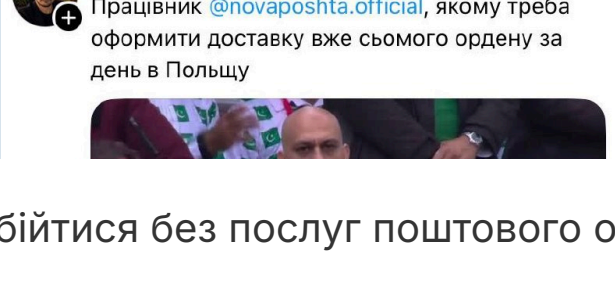 Працівник @novaposhta.official, якому треба
оформити доставку вже сьомого ордену за
день в Польщу
бійтися без послуг поштового о